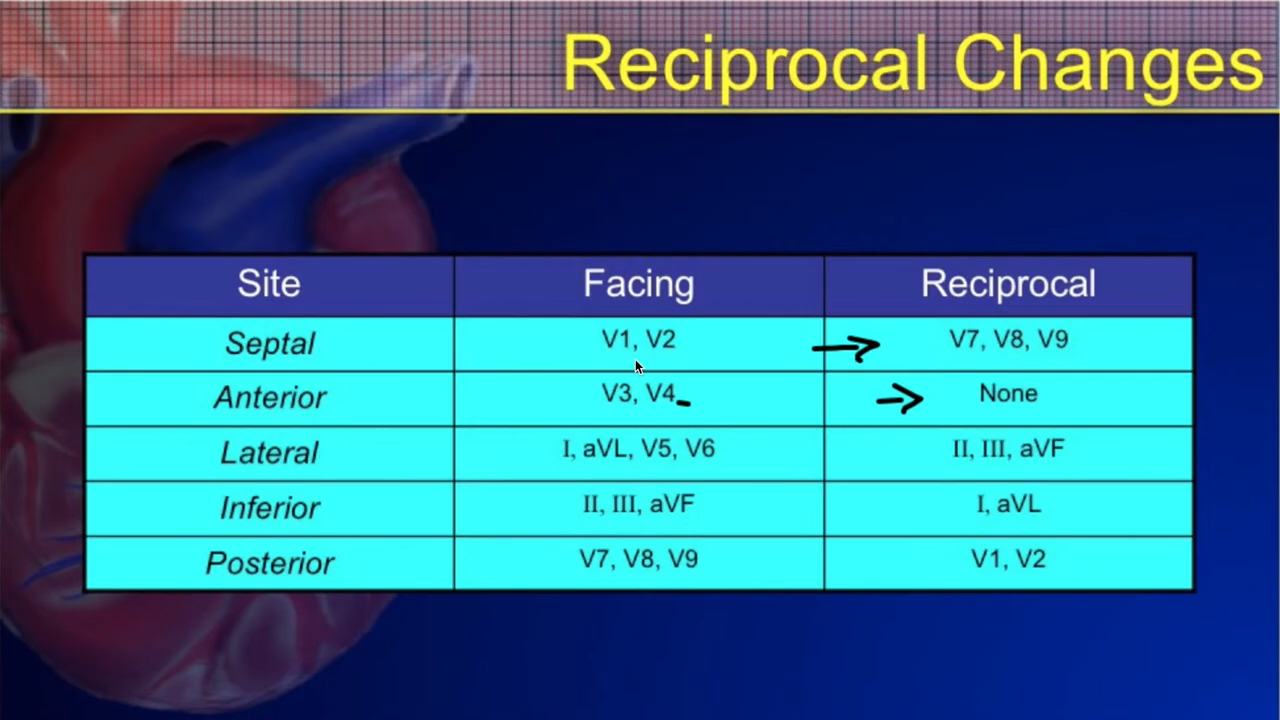 Reciprocal Changes
Site Facing Reciprocal
Septal V1, V2 V7, V8, V9
Anterior V3, V4 None
Lateral I, aVL, V5, V6 II, III, aVF
Inferior II, III, aVF I, aVL
Posterior V7, V8, V9 V1, V2